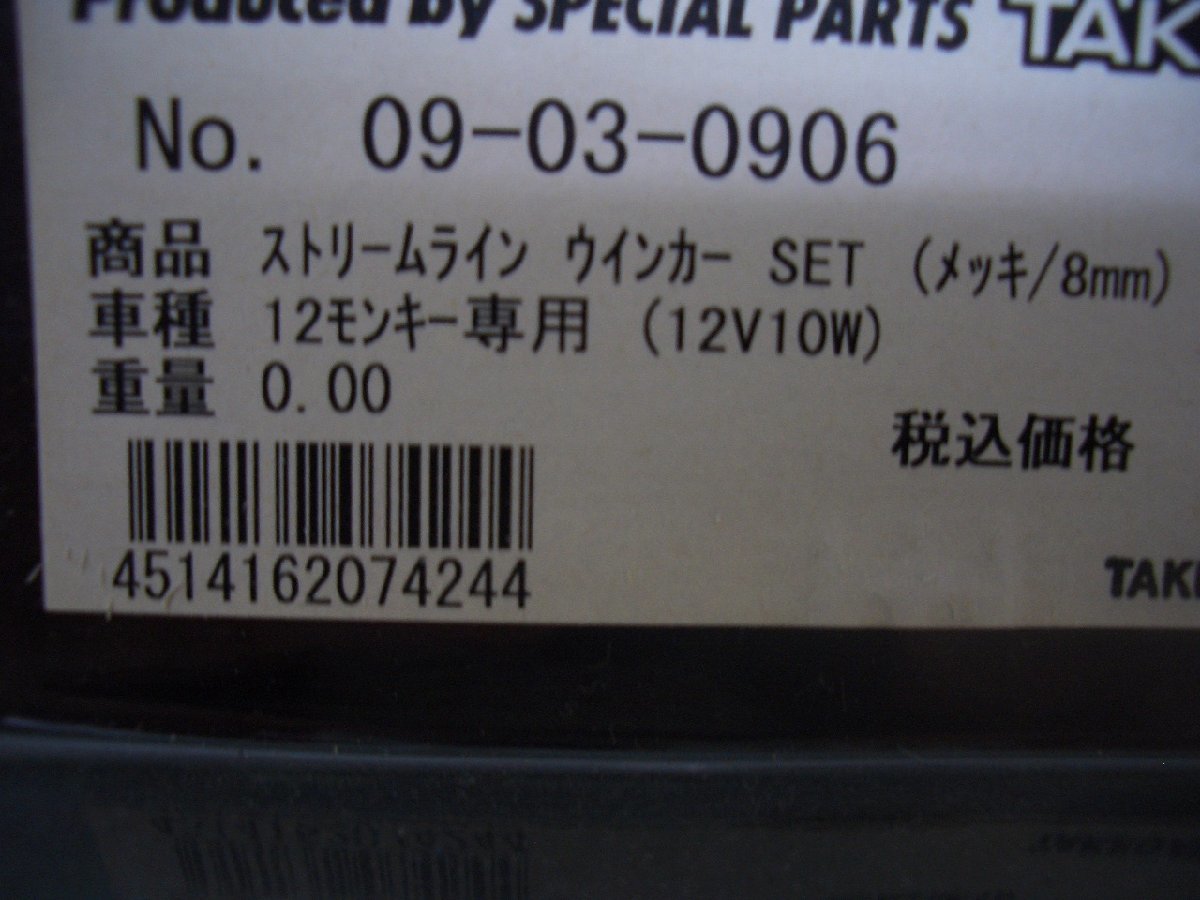 Produced by SPECIAL PARTS TAK
No. 09-03-0906
商品 ストリームライン ウインカー SET (メッキ/8mm)
車種 12モンキー専用 (12V10W)
重量 0.00
税込価格
4514162074244
TAK